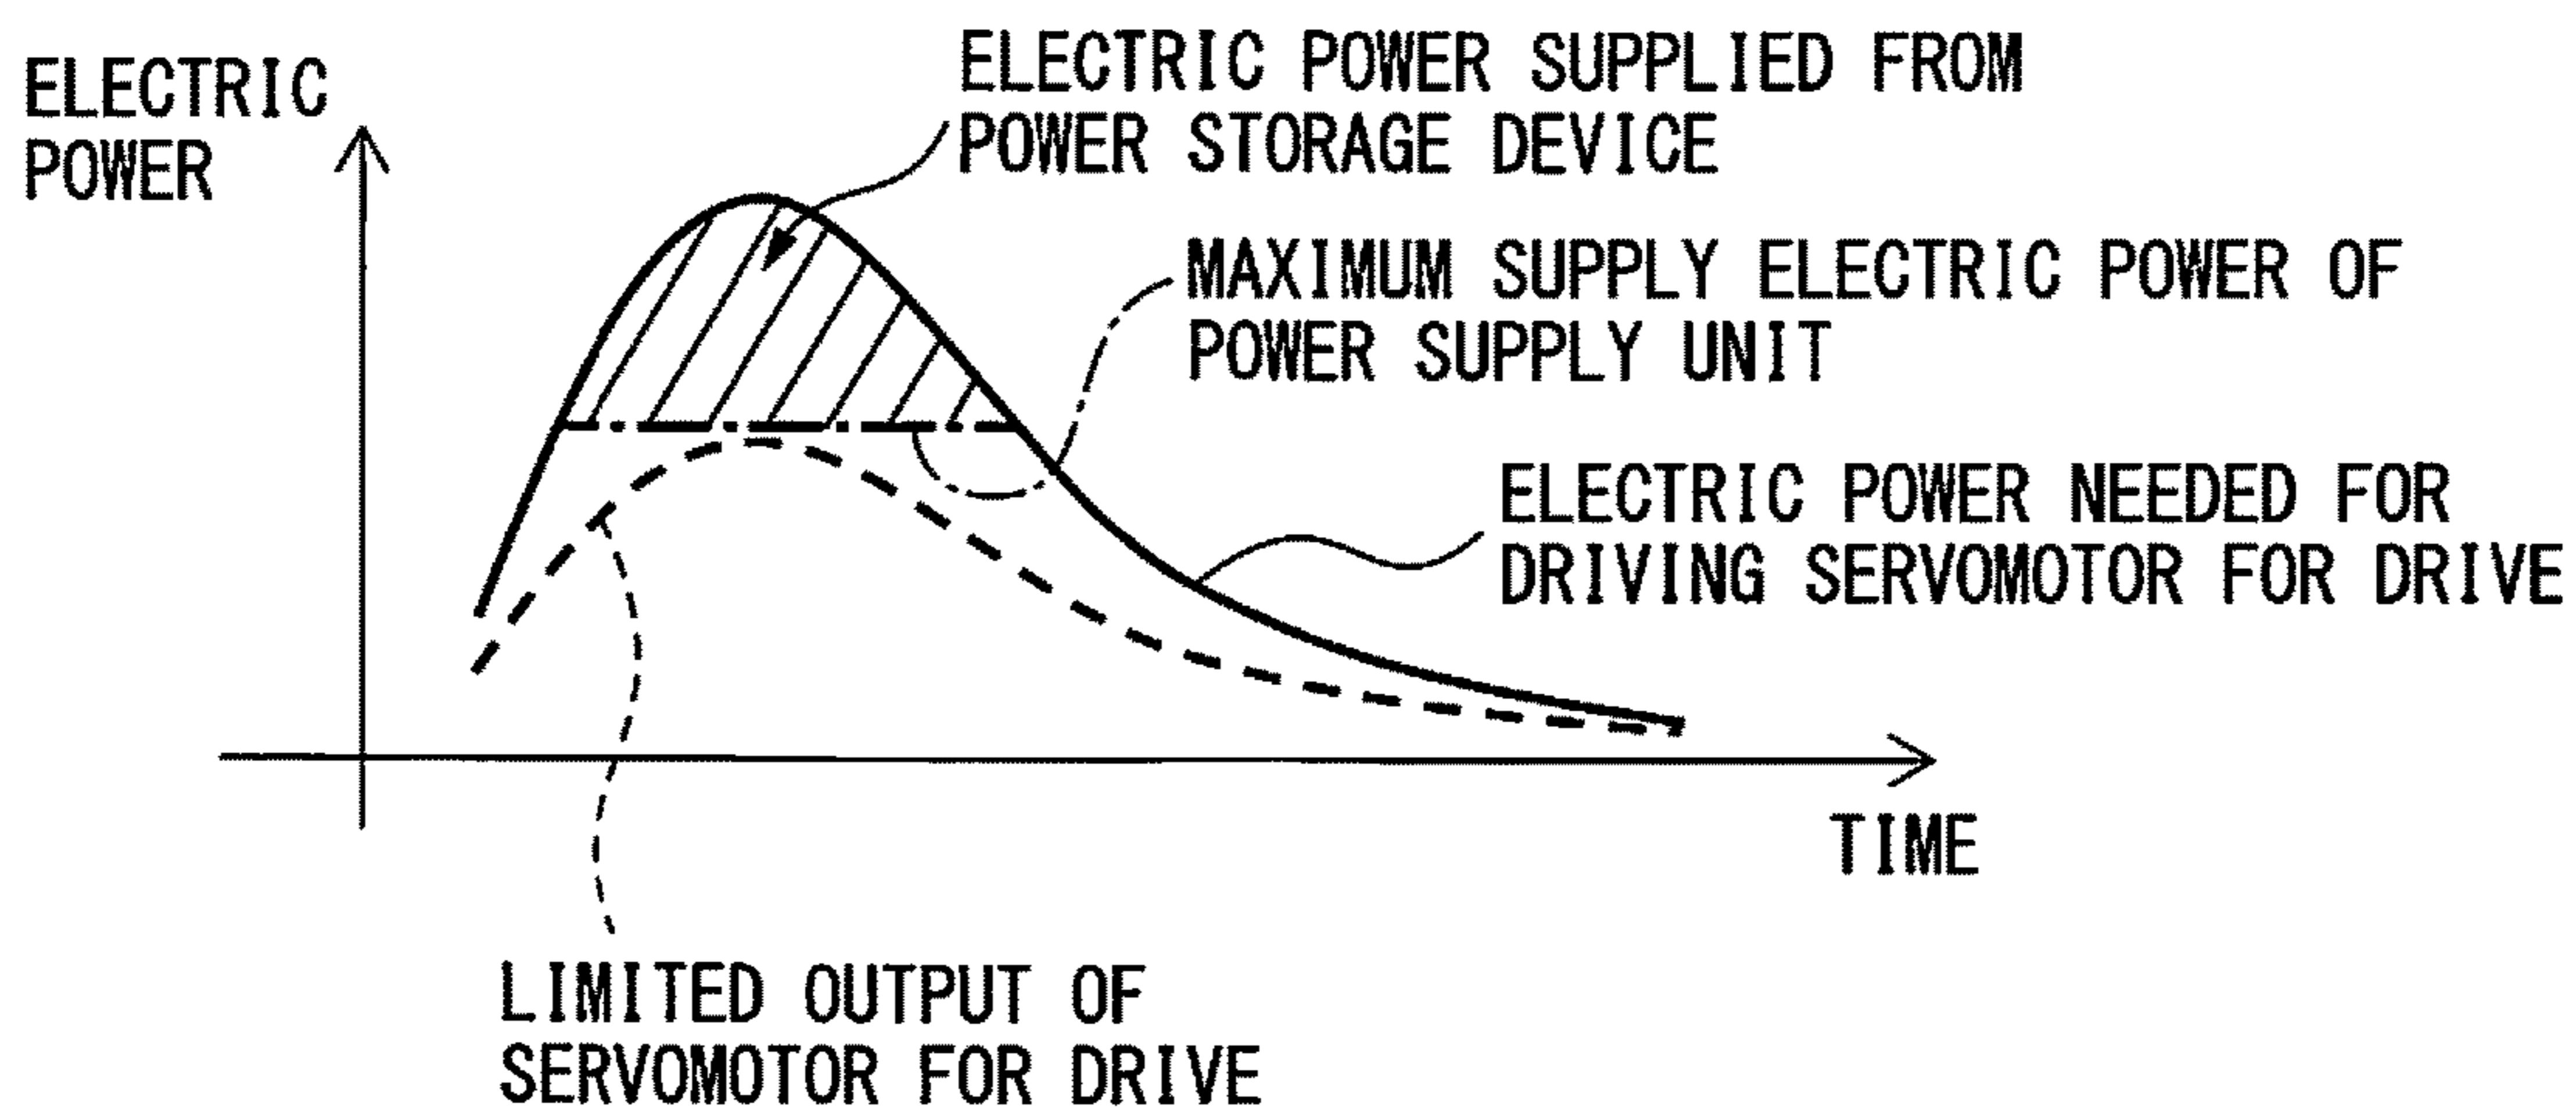 ELECTRIC
POWER
ELECTRIC POWER SUPPLIED FROM
POWER STORAGE DEVICE
MAXIMUM SUPPLY ELECTRIC POWER OF
POWER SUPPLY UNIT
ELECTRIC POWER NEEDED FOR
DRIVING SERVOMOTOR FOR DRIVE
TIME
LIMITED OUTPUT OF
SERVOMOTOR FOR DRIVE